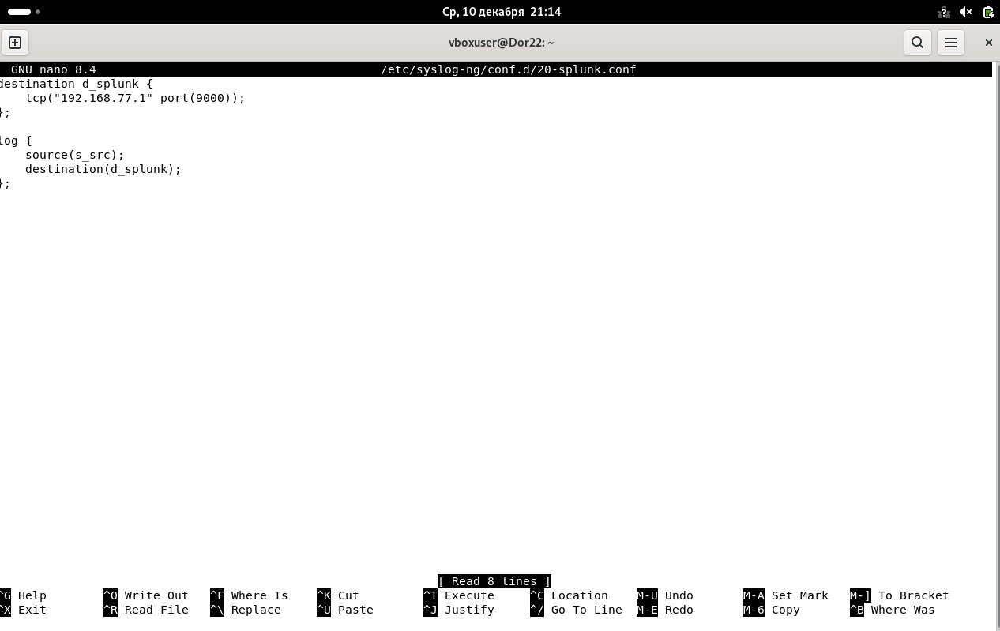 Ср, 10 декабря 21:14
vboxuser@Dor22: ~
GNU nano 8.4 /etc/syslog-ng/conf.d/20-splunk.conf
destination d_splunk {
    tcp("192.168.77.1" port(9000));
};

log {
    source(s_src);
    destination(d_splunk);
};
[ Read 8 lines ]
^G Help ^O Write Out ^F Where Is ^K Cut ^T Execute ^C Location M-U Undo M-A Set Mark M-] To Bracket
^X Exit ^R Read File ^\ Replace ^U Paste ^J Justify ^/ Go To Line M-E Redo M-6 Copy ^B Where Was